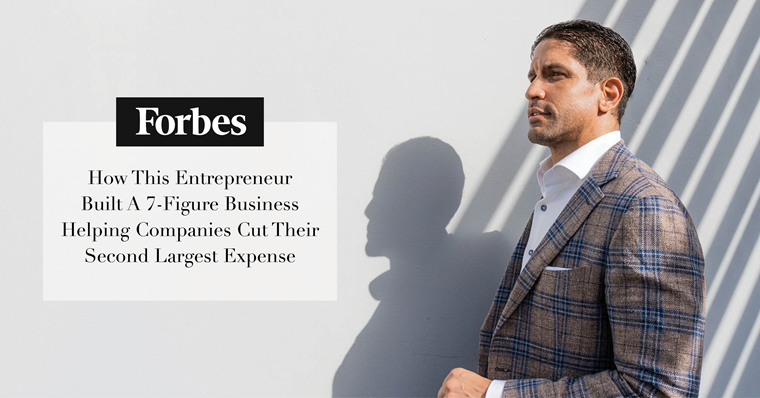 Forbes
How This Entrepreneur
Built A 7-Figure Business
Helping Companies Cut Their
Second Largest Expense